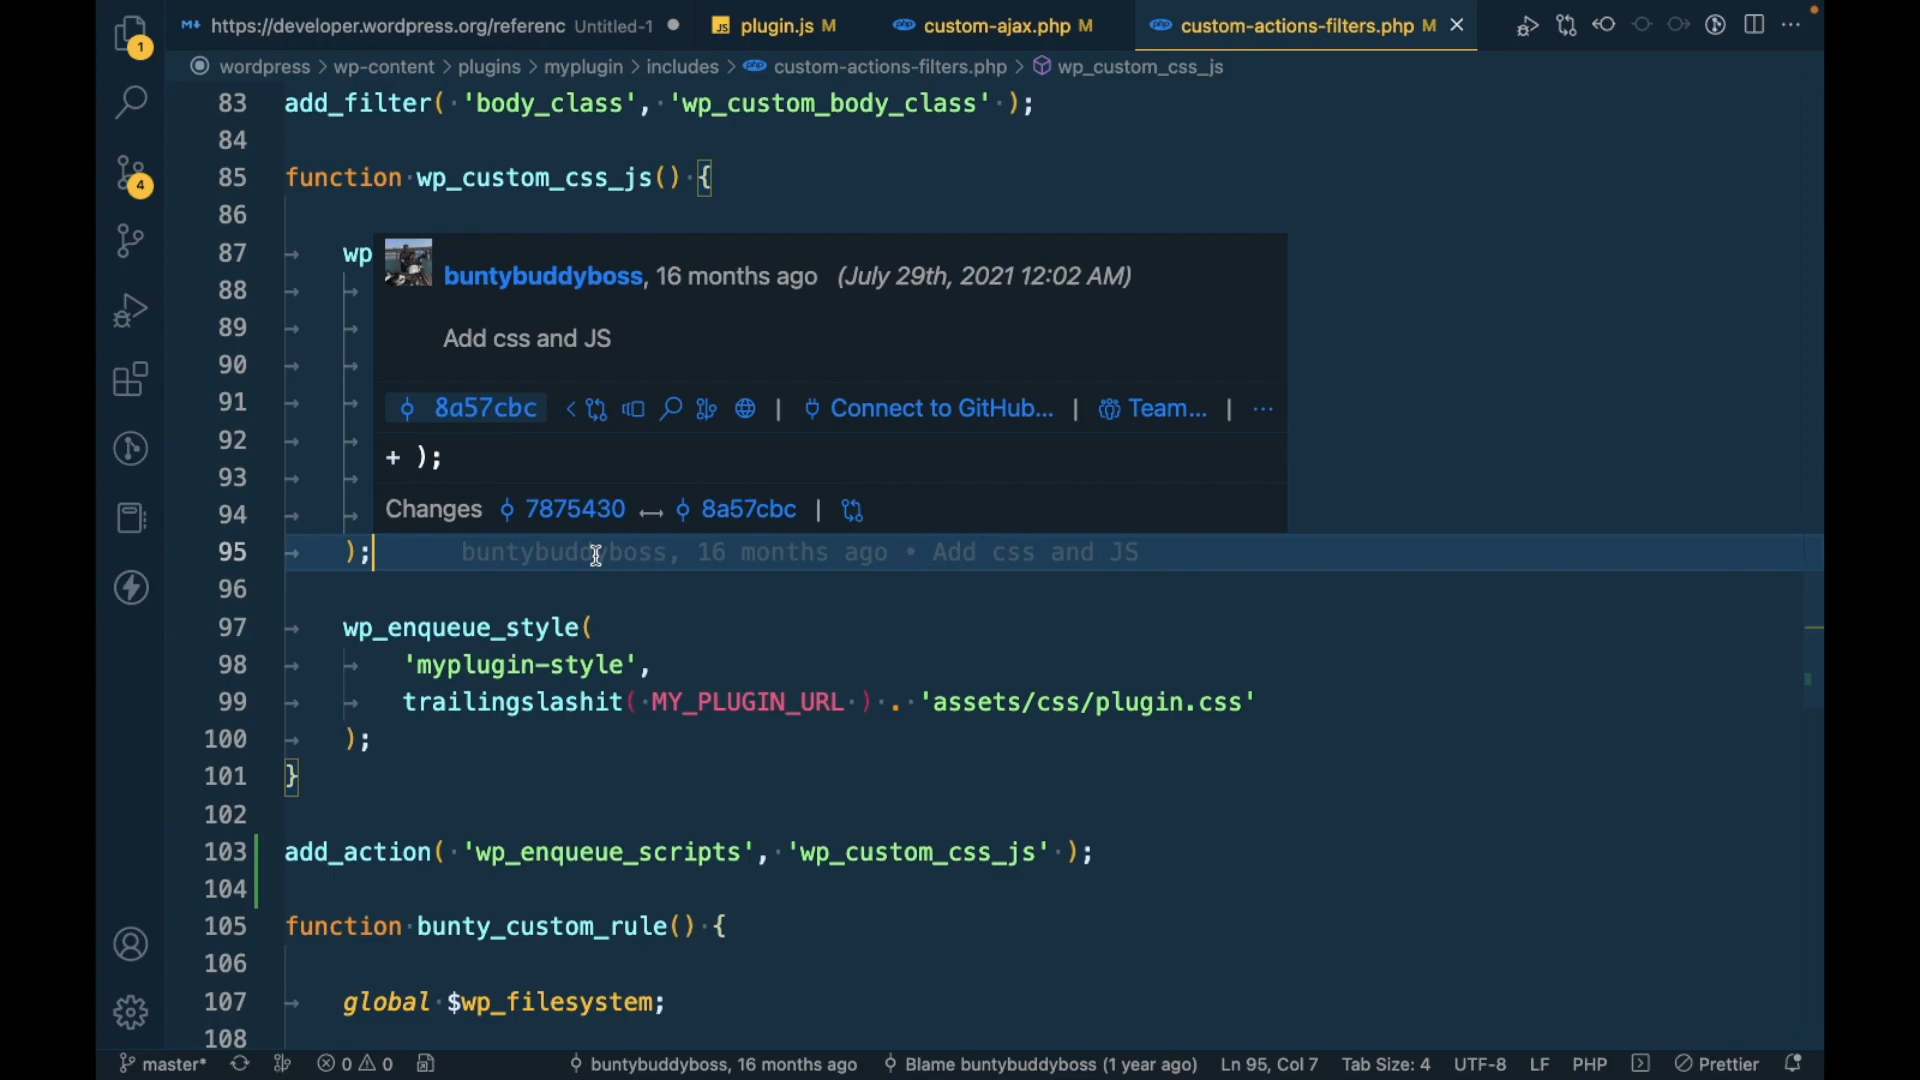 https://developer.wordpress.org/referenc Untitled-1
plugin.js M
custom-ajax.php M
custom-actions-filters.php M
wordpress > wp-content > plugins > myplugin > includes > custom-actions-filters.php > wp_custom_css_js
1
4
83 add_filter( 'body_class', 'wp_custom_body_class' );
84
85 function wp_custom_css_js() {
86
87 wp
buntybuddyboss, 16 months ago (July 29th, 2021 12:02 AM)
88
89 Add css and JS
90
91 8a57cbc | Connect to GitHub... | Team... | ...
92 + );
93
94 Changes 7875430 ↔ 8a57cbc |
95 ); buntybuddyboss, 16 months ago • Add css and JS
96
97 wp_enqueue_style(
98 'myplugin-style',
99 trailingslashit( MY_PLUGIN_URL ) . 'assets/css/plugin.css'
100 );
101 }
102
103 add_action( 'wp_enqueue_scripts', 'wp_custom_css_js' );
104
105 function bunty_custom_rule() {
106
107 global $wp_filesystem;
108
master* 0 0 buntybuddyboss, 16 months ago Blame buntybuddyboss (1 year ago) Ln 95, Col 7 Tab Size: 4 UTF-8 LF PHP Prettier